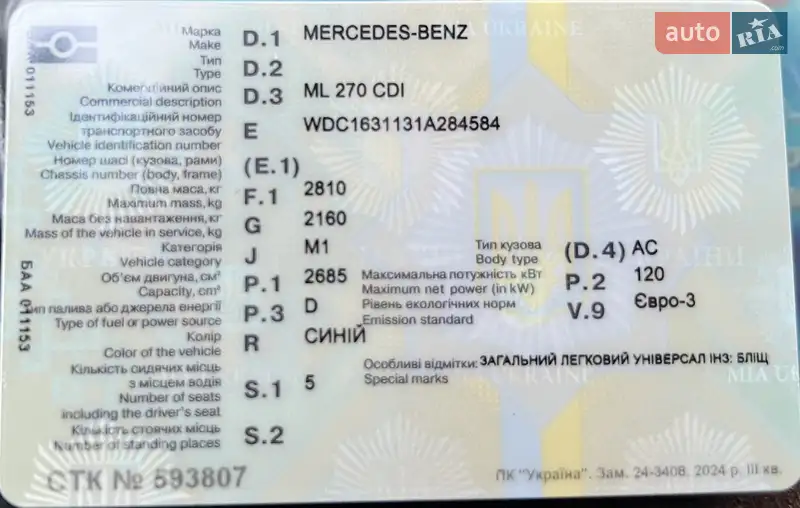 auto RIA
.com
Марка
Make D.1 MERCEDES-BENZ
Тип
Type D.2
Комерційний опис
Commercial description D.3 ML 270 CDI
Ідентифікаційний номер
транспортного засобу
Vehicle identification number E WDC1631131A284584
Номер шасі (кузова, рами)
Chassis number (body, frame) (E.1)
Повна маса, кг
Maximum mass, kg F.1 2810
Маса без навантаження, кг
Mass of the vehicle in service, kg G 2160
Категорія
Vehicle category J M1
Тип кузова
Body type (D.4) AC
Об'єм двигуна, см³
Capacity, cm³ P.1 2685
Максимальна потужність кВт
Maximum net power (in kW) P.2 120
Тип палива або джерела енергії
Type of fuel or power source P.3 D
Рівень екологічних норм
Emission standard V.9 Євро-3
Колір
Color of the vehicle R СИНІЙ
Особливі відмітки: ЗАГАЛЬНИЙ ЛЕГКОВИЙ УНІВЕРСАЛ ІНЗ: БЛІЩ
Special marks
Кількість сидячих місць
з місцем водія
Number of seats
including the driver's seat S.1 5
Кількість стоячих місць
Number of standing places S.2
СТК № 593807
ПК "Україна". Зам. 24-3408. 2024 р. III кв.
БАА 011153